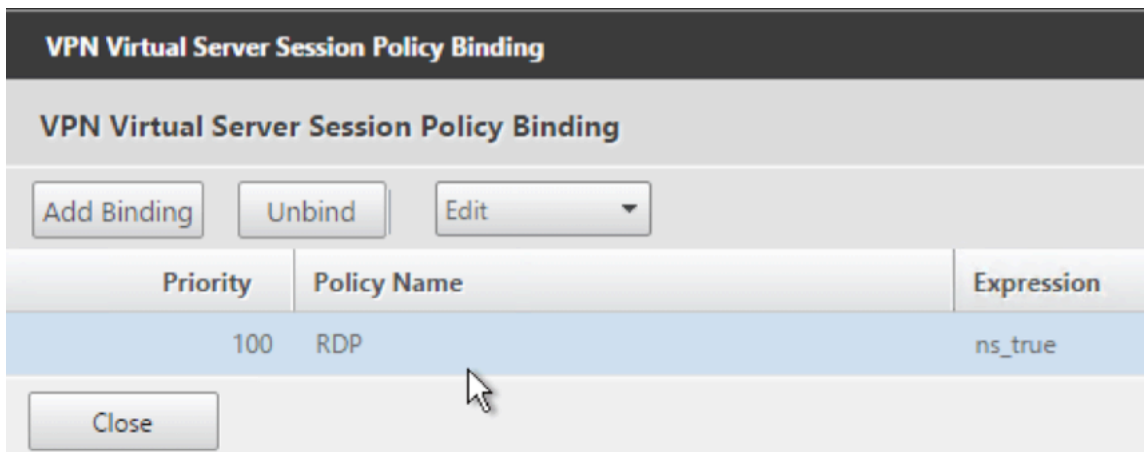 VPN Virtual Server Session Policy Binding
VPN Virtual Server Session Policy Binding
Add Binding Unbind Edit
Priority Policy Name Expression
100 RDP ns_true
Close